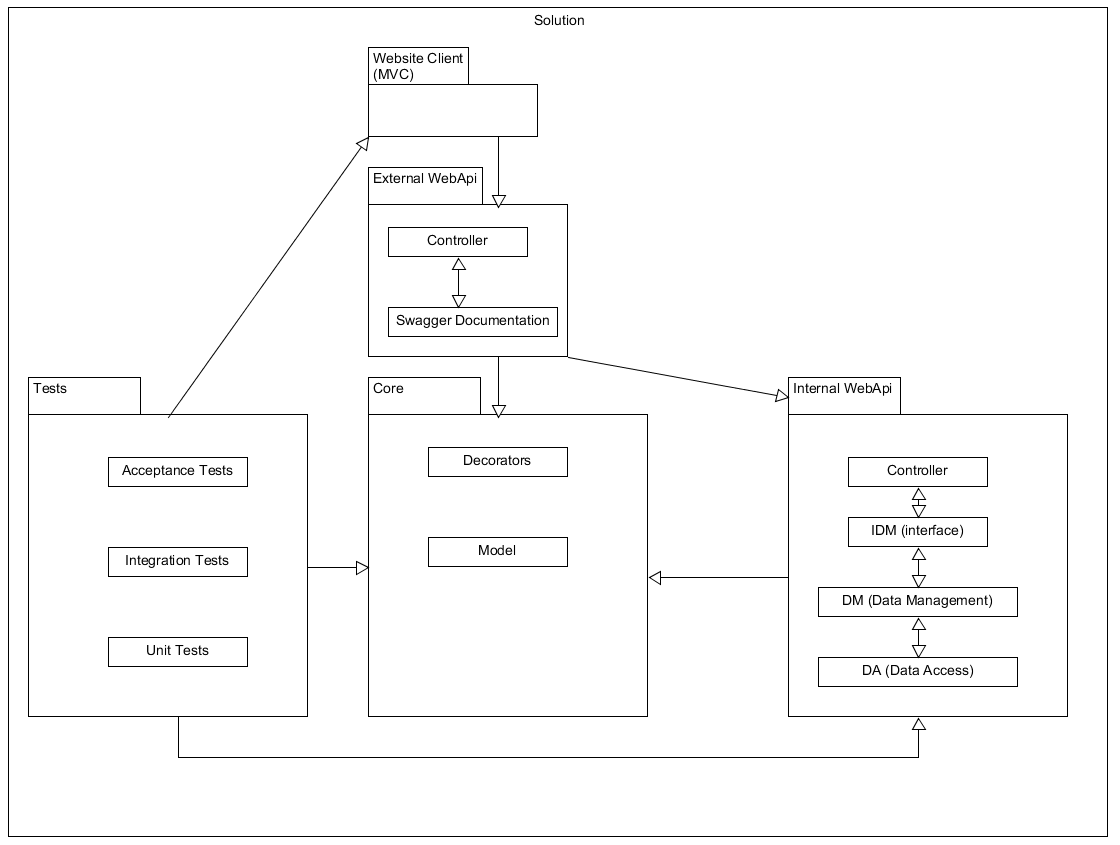 Solution
Website Client
(MVC)
External WebApi
Controller
Swagger Documentation
Tests
Acceptance Tests
Integration Tests
Unit Tests
Core
Decorators
Model
Internal WebApi
Controller
IDM (interface)
DM (Data Management)
DA (Data Access)